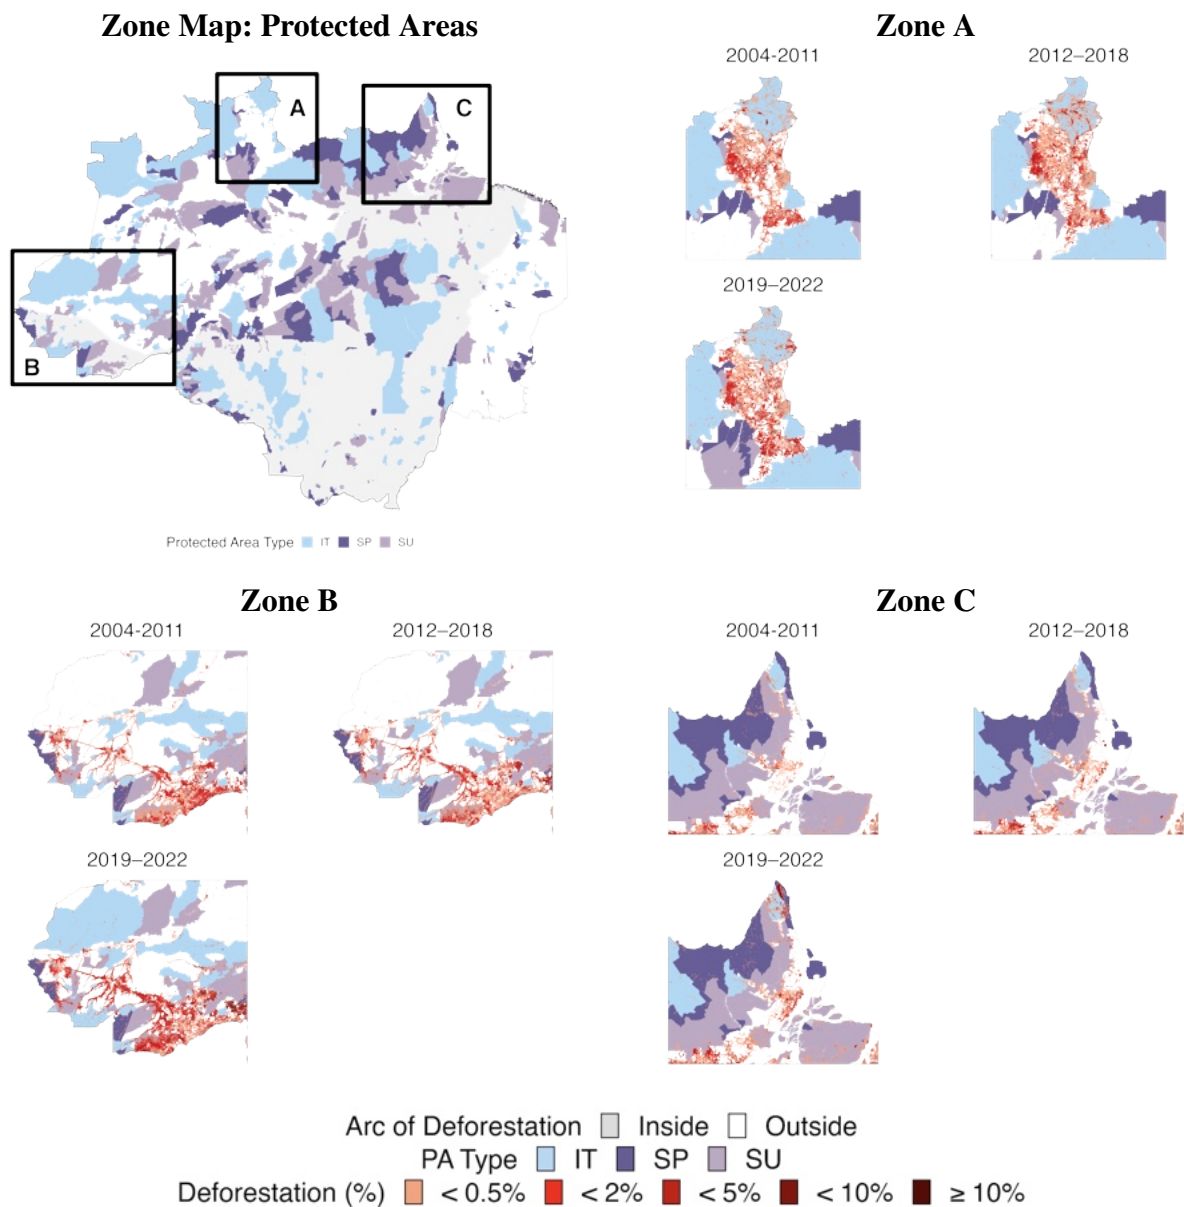 Zone Map: Protected Areas
A
C
B
Protected Area Type IT SP SU
Zone A
2004-2011
2012–2018
2019–2022
Zone B
2004-2011
2012–2018
2019–2022
Zone C
2004-2011
2012–2018
2019–2022
Arc of Deforestation Inside Outside
PA Type IT SP SU
Deforestation (%) < 0.5% < 2% < 5% < 10% ≥ 10%